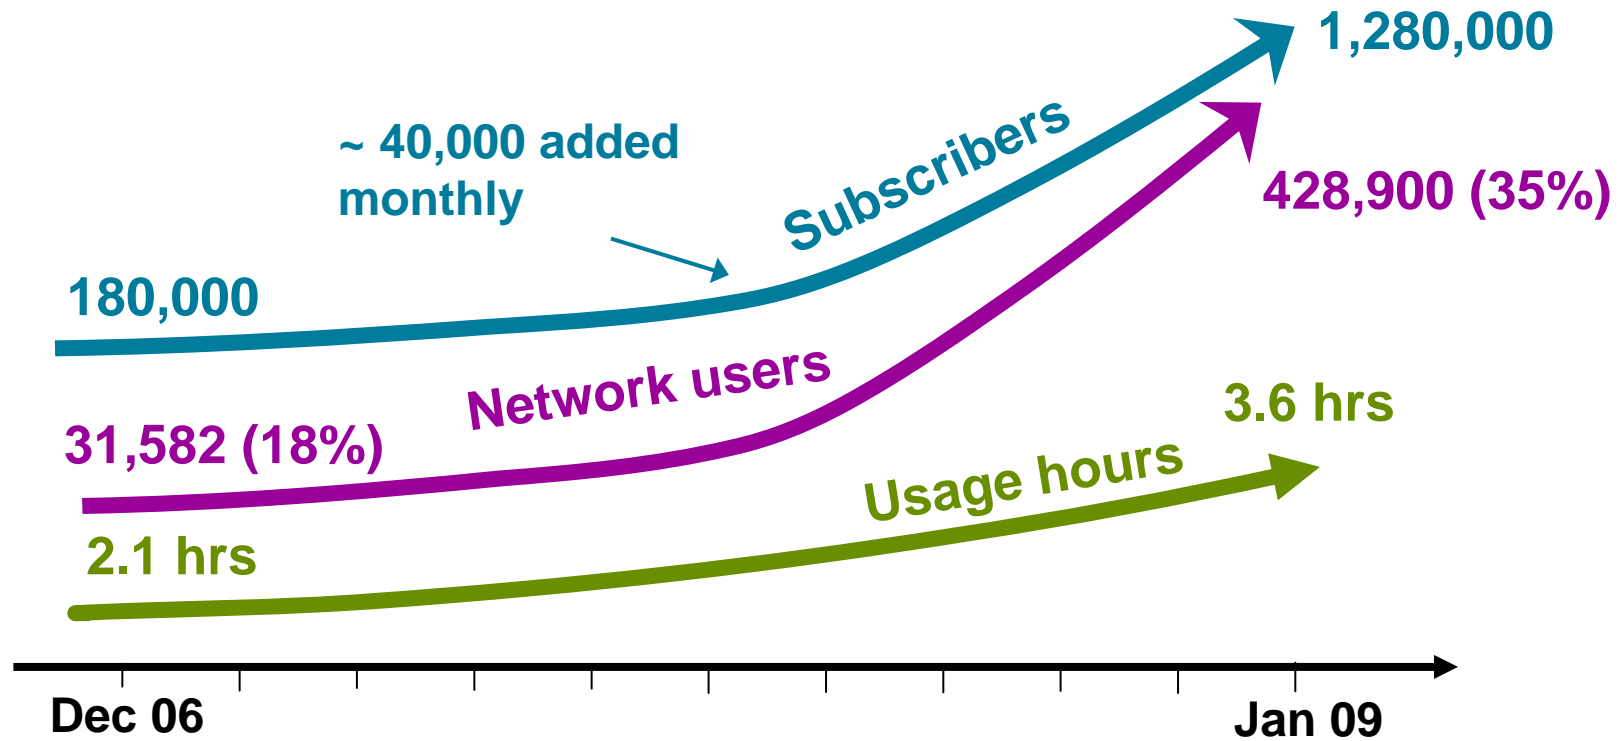 1,280,000
~ 40,000 added
monthly
Subscribers
428,900 (35%)
180,000
Network users
31,582 (18%)
3.6 hrs
Usage hours
2.1 hrs
Dec 06
Jan 09